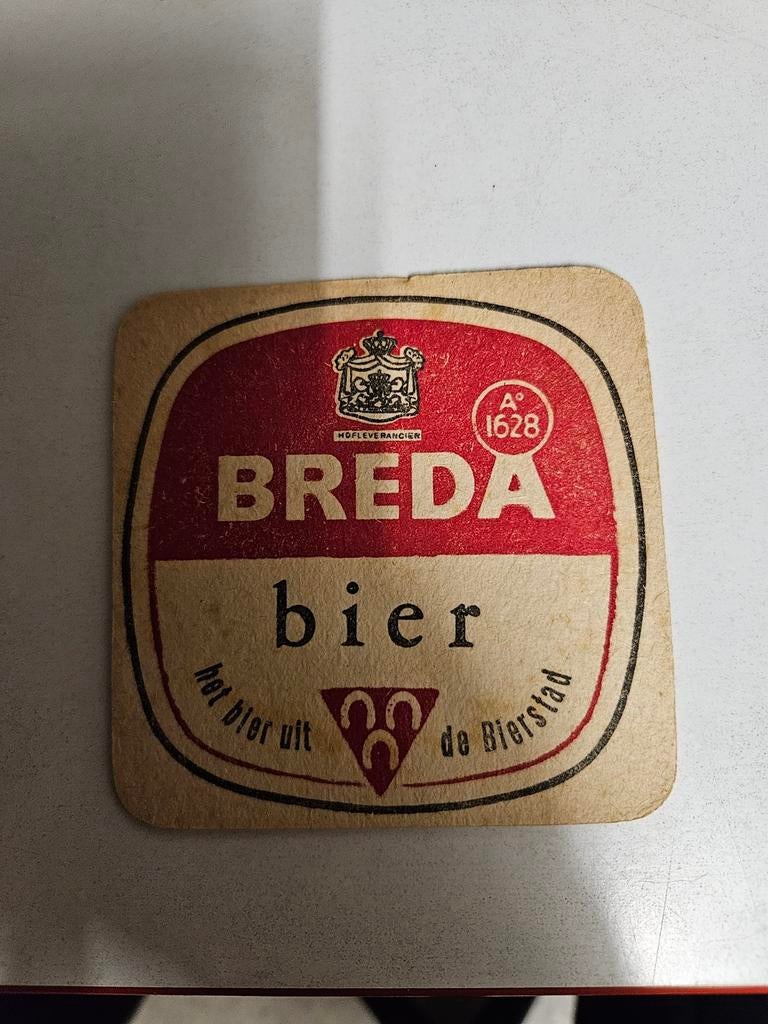 HOFLEVERANCIER
A° 1628
BREDA
bier
het bier uit de Bierstad